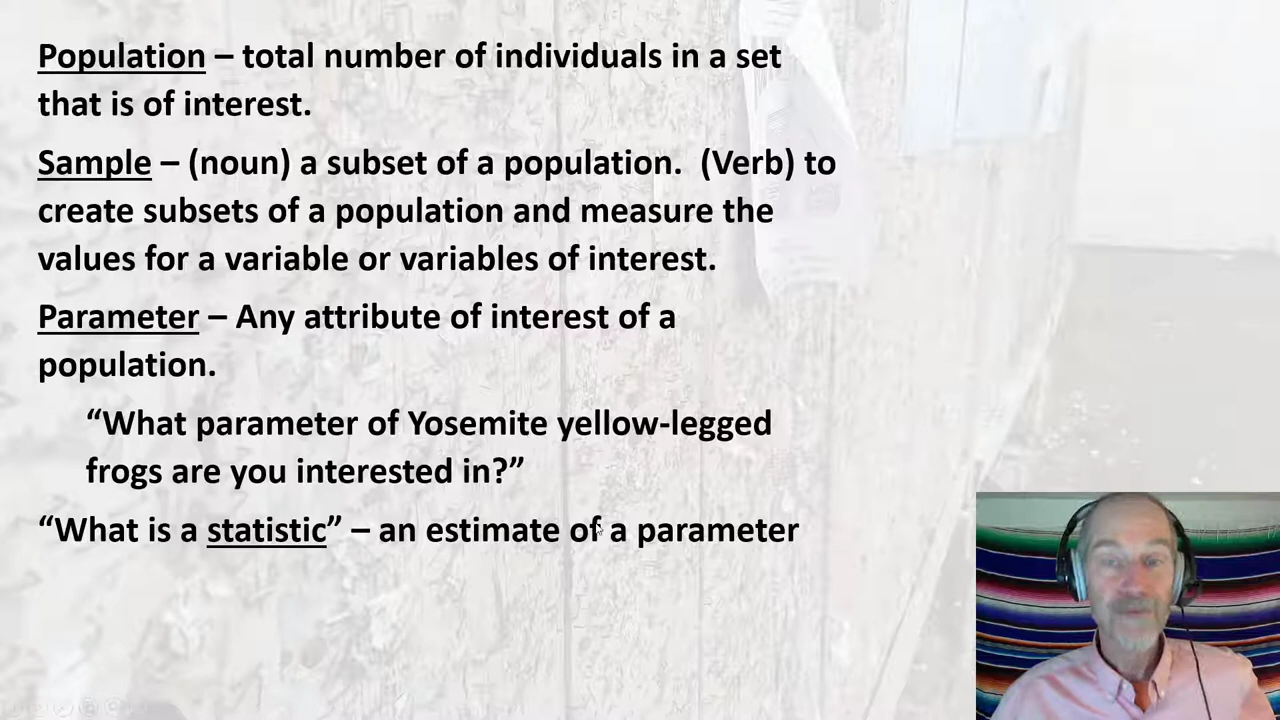 Population – total number of individuals in a set
that is of interest.
Sample – (noun) a subset of a population.  (Verb) to
create subsets of a population and measure the
values for a variable or variables of interest.
Parameter – Any attribute of interest of a
population.
“What parameter of Yosemite yellow-legged
frogs are you interested in?”
“What is a statistic” – an estimate of a parameter